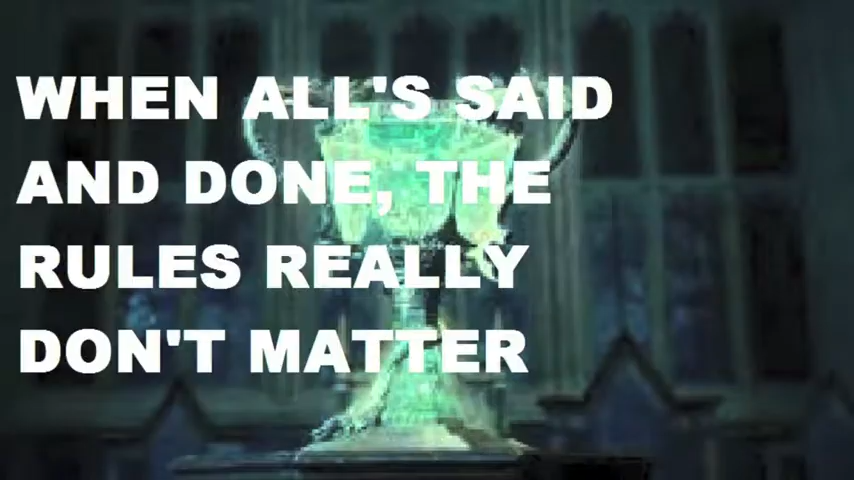 WHEN ALL'S SAID
AND DONE, THE
RULES REALLY
DON'T MATTER